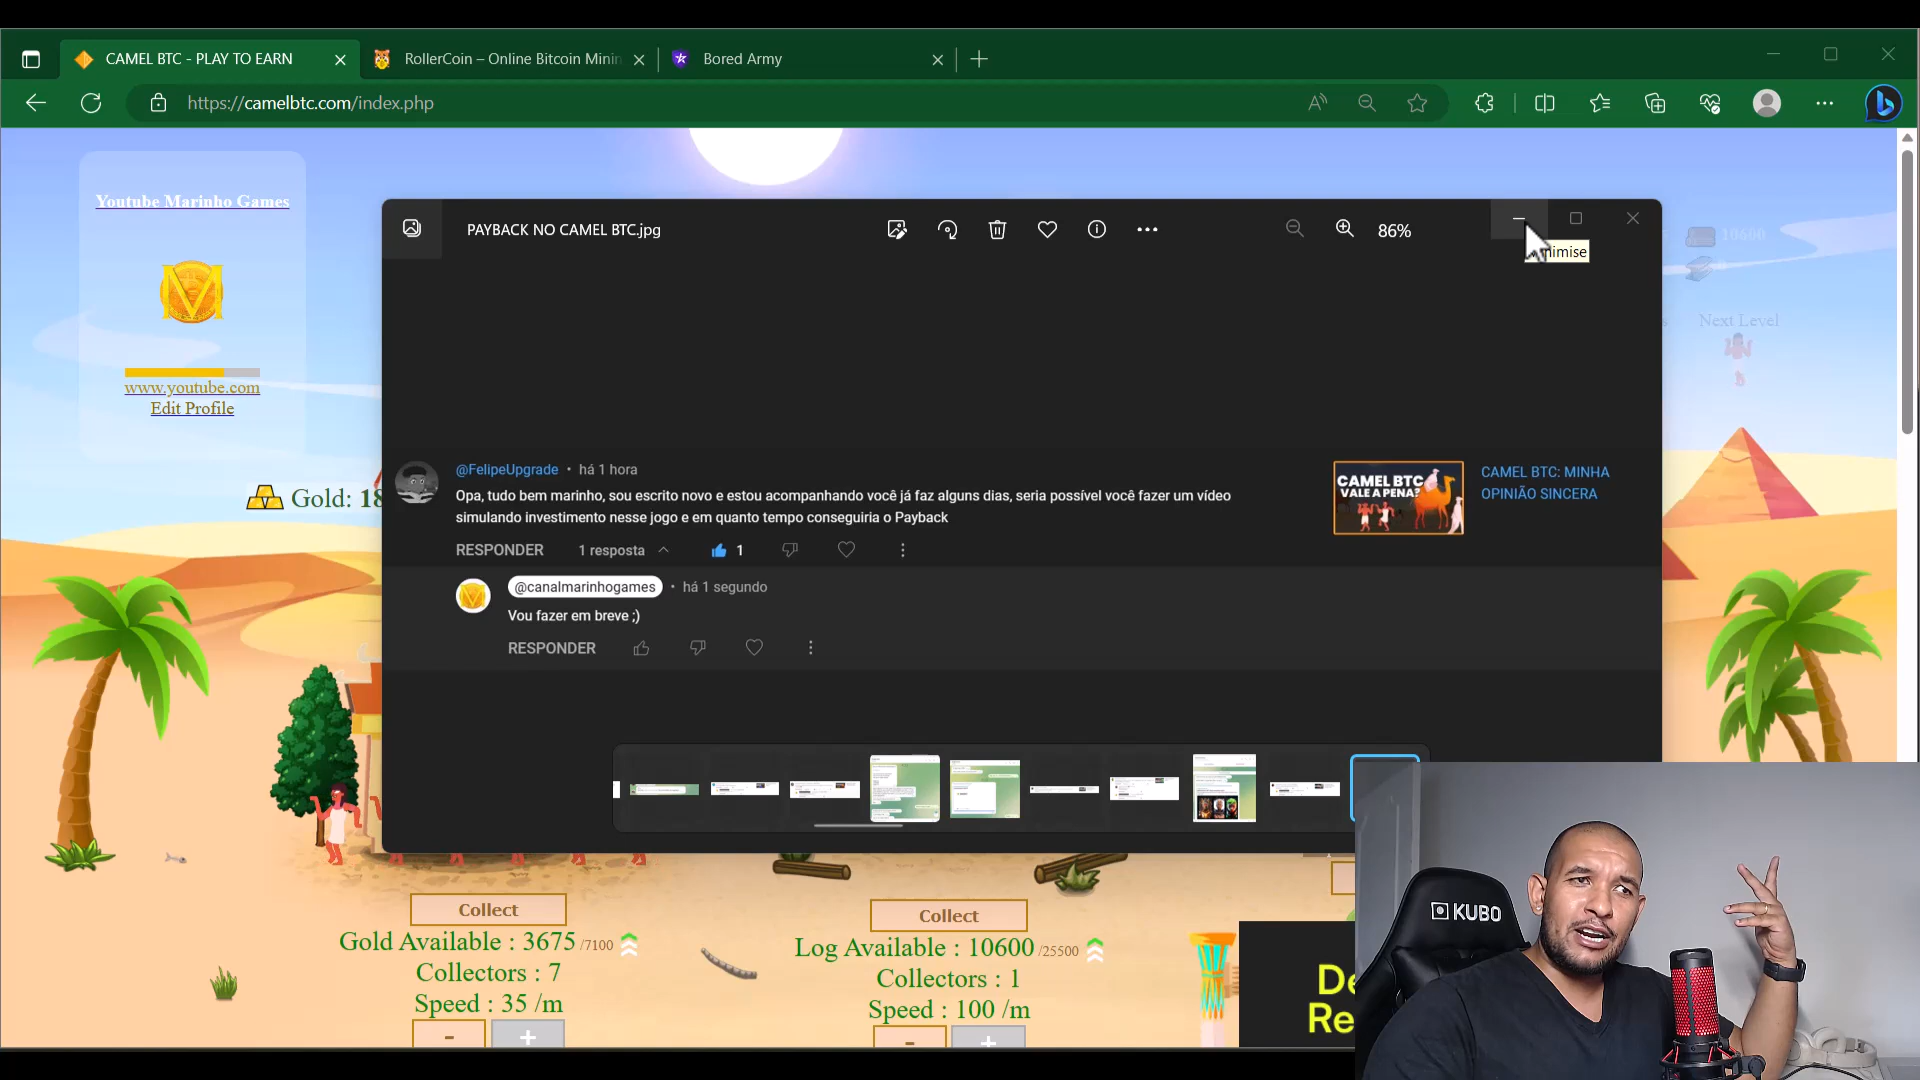 CAMEL BTC - PLAY TO EARN
RollerCoin – Online Bitcoin Minin
Bored Army
https://camelbtc.com/index.php
Youtube Marinho Games
www.youtube.com
Edit Profile
PAYBACK NO CAMEL BTC.jpg
86%
nimise
10600
Next Level
Gold: 18
@FelipeUpgrade • há 1 hora
Opa, tudo bem marinho, sou escrito novo e estou acompanhando você já faz alguns dias, seria possível você fazer um vídeo
simulando investimento nesse jogo e em quanto tempo conseguiria o Payback
RESPONDER 1 resposta 1
CAMEL BTC
VALE A PENA?
CAMEL BTC: MINHA
OPINIÃO SINCERA
@canalmarinhogames • há 1 segundo
Vou fazer em breve ;)
RESPONDER
Collect
Gold Available : 3675 /7100
Collectors : 7
Speed : 35 /m
- +
Collect
Log Available : 10600 /25500
Collectors : 1
Speed : 100 /m
- +
De
Re
KUBO